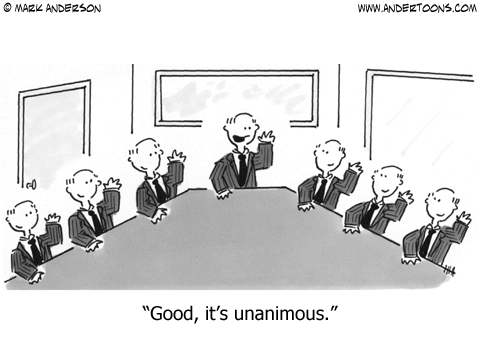 © MARK ANDERSON
WWW.ANDERTOONS.COM
“Good, it’s unanimous.”